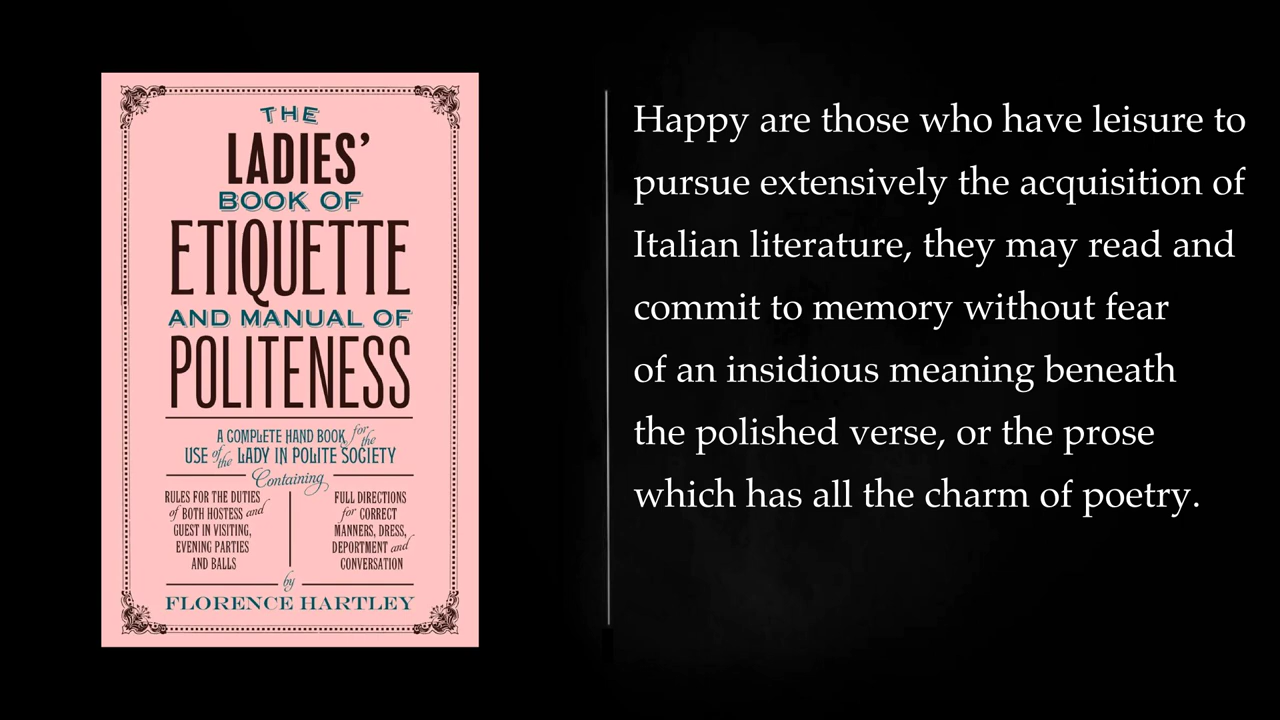 THE
LADIES'
BOOK OF
ETIQUETTE
AND MANUAL OF
POLITENESS
A COMPLETE HAND BOOK for the
USE of the LADY IN POLITE SOCIETY
Containing
RULES FOR THE DUTIES
of BOTH HOSTESS and
GUEST IN VISITING,
EVENING PARTIES
AND BALLS
FULL DIRECTIONS
for CORRECT
MANNERS, DRESS,
DEPORTMENT and
CONVERSATION
by
FLORENCE HARTLEY
Happy are those who have leisure to
pursue extensively the acquisition of
Italian literature, they may read and
commit to memory without fear
of an insidious meaning beneath
the polished verse, or the prose
which has all the charm of poetry.